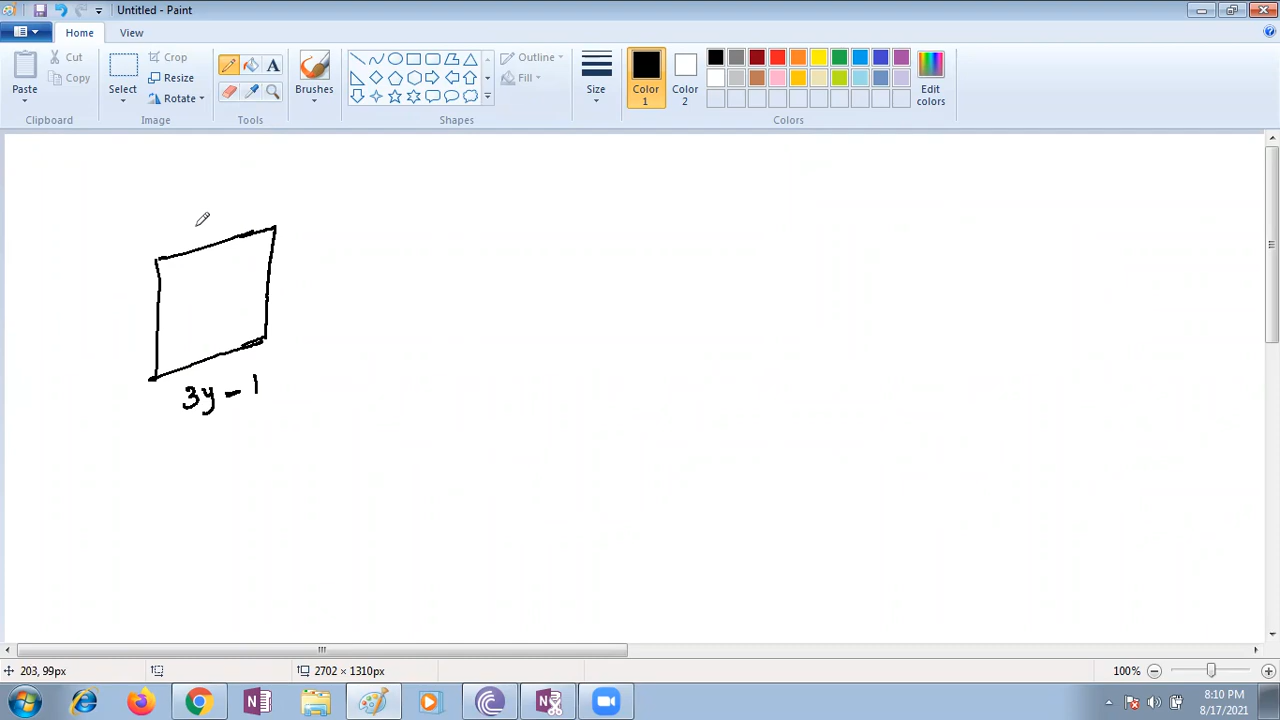 Untitled - Paint
Home
View
Paste
Cut
Copy
Clipboard
Select
Crop
Resize
Rotate
Image
A
Tools
Brushes
Outline
Fill
Shapes
Size
Color 1
Color 2
Edit colors
Colors
3y - 1
203, 99px
2702 × 1310px
100%
8:10 PM
8/17/2021